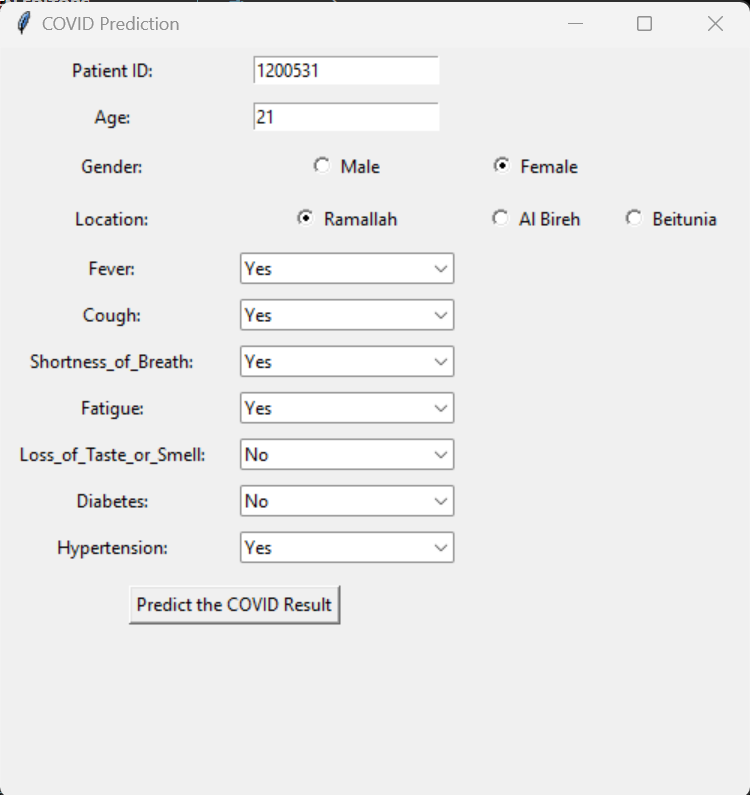 COVID Prediction
Patient ID: 1200531
Age: 21
Gender: Male Female
Location: Ramallah Al Bireh Beitunia
Fever: Yes
Cough: Yes
Shortness_of_Breath: Yes
Fatigue: Yes
Loss_of_Taste_or_Smell: No
Diabetes: No
Hypertension: Yes
Predict the COVID Result